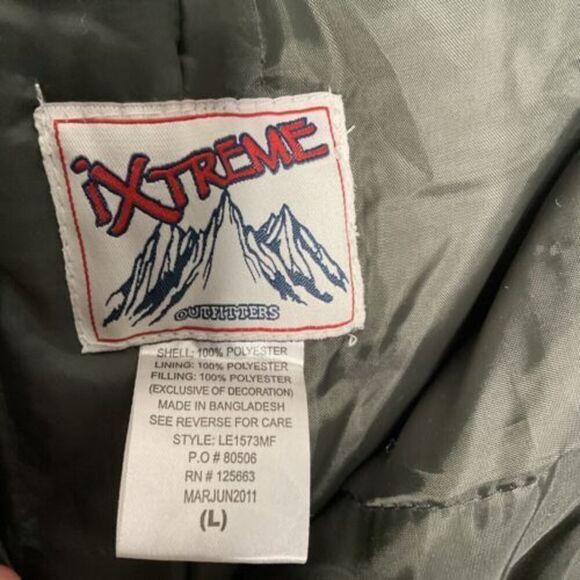 iXTREME
OUTFITTERS
SHELL: 100% POLYESTER
LINING: 100% POLYESTER
FILLING: 100% POLYESTER
(EXCLUSIVE OF DECORATION)
MADE IN BANGLADESH
SEE REVERSE FOR CARE
STYLE: LE1573MF
P.O # 80506
RN # 125663
MARJUN2011
(L)